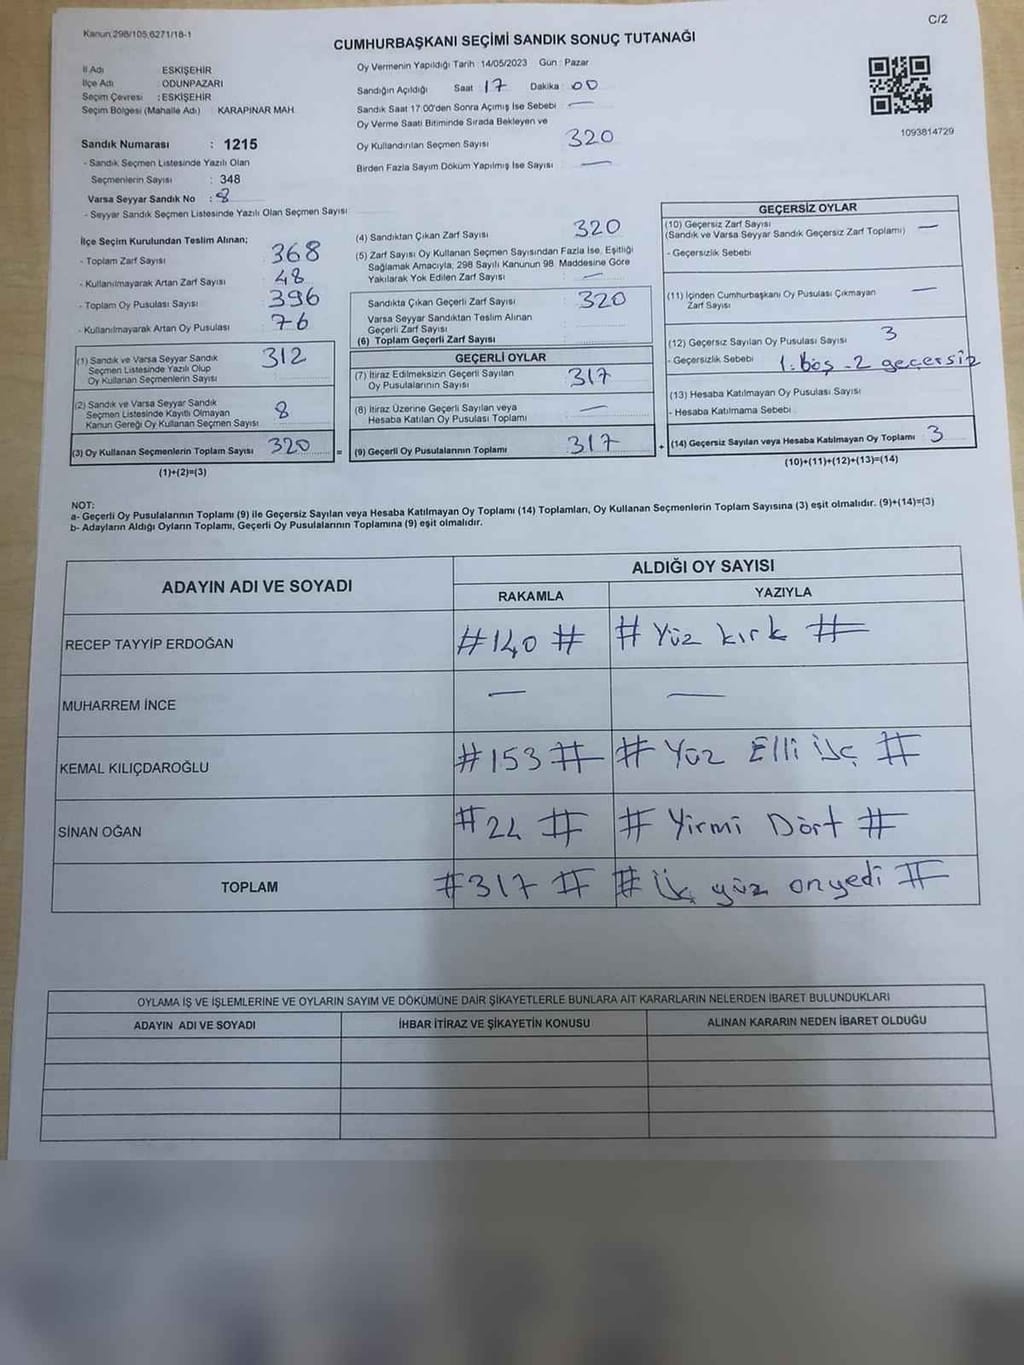 Kanun:298/105,6271/18-1
C/2
CUMHURBAŞKANI SEÇİMİ SANDIK SONUÇ TUTANAĞI
İl Adı ESKİŞEHİR
İlçe Adı : ODUNPAZARI
Seçim Çevresi : ESKİŞEHİR
Seçim Bölgesi (Mahalle Adı) KARAPINAR MAH.
Sandık Numarası : 1215
- Sandık Seçmen Listesinde Yazılı Olan
Seçmenlerin Sayısı : 348
Varsa Seyyar Sandık No : 8
- Seyyar Sandık Seçmen Listesinde Yazılı Olan Seçmen Sayısı
Oy Vermenin Yapıldığı Tarih : 14/05/2023 Gün : Pazar
Sandığın Açıldığı Saat 17 Dakika : 00
Sandık Saat 17:00'den Sonra Açımış İse Sebebi : —
Oy Verme Saati Bitiminde Sırada Bekleyen ve
Oy Kullandırılan Seçmen Sayısı 320
Birden Fazla Sayım Döküm Yapılmış İse Sayısı : —
1093814729
İlçe Seçim Kurulundan Teslim Alınan;
- Toplam Zarf Sayısı 368
- Kullanılmayarak Artan Zarf Sayısı : 48
- Toplam Oy Pusulası Sayısı : 396
- Kullanılmayarak Artan Oy Pusulası : 76
(1) Sandık ve Varsa Seyyar Sandık
Seçmen Listesinde Yazılı Olup
Oy Kullanan Seçmenlerin Sayısı 312
(2) Sandık ve Varsa Seyyar Sandık
Seçmen Listesinde Kayıtlı Olmayan
Kanun Gereği Oy Kullanan Seçmen Sayısı 8
(3) Oy Kullanan Seçmenlerin Toplam Sayısı 320 =
(1)+(2)=(3)
(4) Sandıktan Çıkan Zarf Sayısı : 320
(5) Zarf Sayısı Oy Kullanan Seçmen Sayısından Fazla İse, Eşitliği
Sağlamak Amacıyla, 298 Sayılı Kanunun 98. Maddesine Göre
Yakılarak Yok Edilen Zarf Sayısı : —
Sandıkta Çıkan Geçerli Zarf Sayısı : 320
Varsa Seyyar Sandıktan Teslim Alınan
Geçerli Zarf Sayısı :
(6) Toplam Geçerli Zarf Sayısı :
GEÇERLİ OYLAR
(7) İtiraz Edilmeksizin Geçerli Sayılan
Oy Pusulalarının Sayısı : 317
(8) İtiraz Üzerine Geçerli Sayılan veya
Hesaba Katılan Oy Pusulası Toplamı : —
(9) Geçerli Oy Pusulalarının Toplamı : 317 +
GEÇERSİZ OYLAR
(10) Geçersiz Zarf Sayısı
(Sandık ve Varsa Seyyar Sandık Geçersiz Zarf Toplamı) : —
- Geçersizlik Sebebi
(11) İçinden Cumhurbaşkanı Oy Pusulası Çıkmayan
Zarf Sayısı —
(12) Geçersiz Sayılan Oy Pusulası Sayısı 3
- Geçersizlik Sebebi : 1.boş - 2 geçersiz
(13) Hesaba Katılmayan Oy Pusulası Sayısı
- Hesaba Katılmama Sebebi
(14) Geçersiz Sayılan veya Hesaba Katılmayan Oy Toplamı : 3
(10)+(11)+(12)+(13)=(14)
NOT:
a- Geçerli Oy Pusulalarının Toplamı (9) ile Geçersiz Sayılan veya Hesaba Katılmayan Oy Toplamı (14) Toplamları, Oy Kullanan Seçmenlerin Toplam Sayısına (3) eşit olmalıdır. (9)+(14)=(3)
b- Adayların Aldığı Oyların Toplamı, Geçerli Oy Pusulalarının Toplamına (9) eşit olmalıdır.
ADAYIN ADI VE SOYADI
ALDIĞI OY SAYISI
RAKAMLA YAZIYLA
RECEP TAYYİP ERDOĞAN #140# # Yüz kırk #
MUHARREM İNCE — —
KEMAL KILIÇDAROĞLU #153# # Yüz Elli üç #
SİNAN OĞAN #24# # Yirmi Dört #
TOPLAM #317# # üç yüz onyedi #
OYLAMA İŞ VE İŞLEMLERİNE VE OYLARIN SAYIM VE DÖKÜMÜNE DAİR ŞİKAYETLERLE BUNLARA AİT KARARLARIN NELERDEN İBARET BULUNDUKLARI
ADAYIN ADI VE SOYADI İHBAR İTİRAZ VE ŞİKAYETİN KONUSU ALINAN KARARIN NEDEN İBARET OLDUĞU